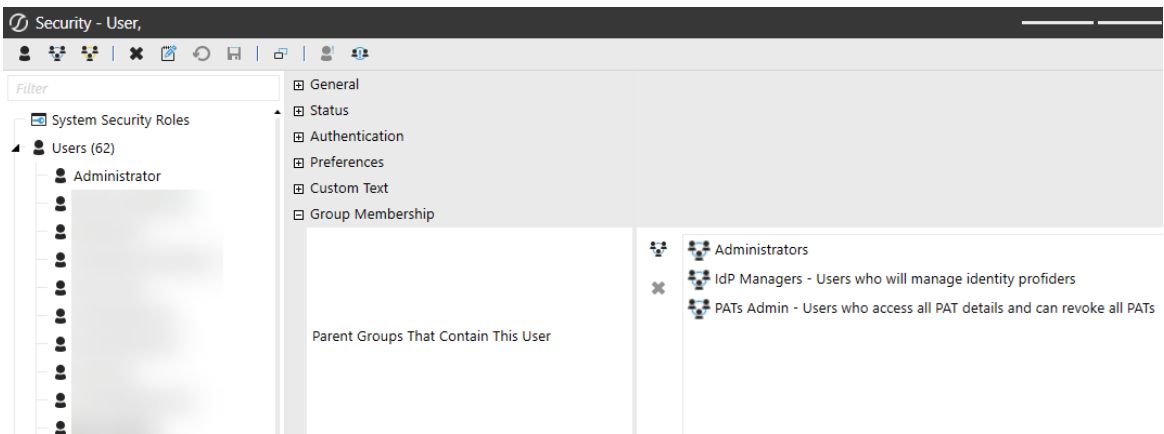 Security - User,
Filter
System Security Roles
Users (62)
Administrator
General
Status
Authentication
Preferences
Custom Text
Group Membership
Parent Groups That Contain This User
Administrators
IdP Managers - Users who will manage identity profiders
PATs Admin - Users who access all PAT details and can revoke all PATs